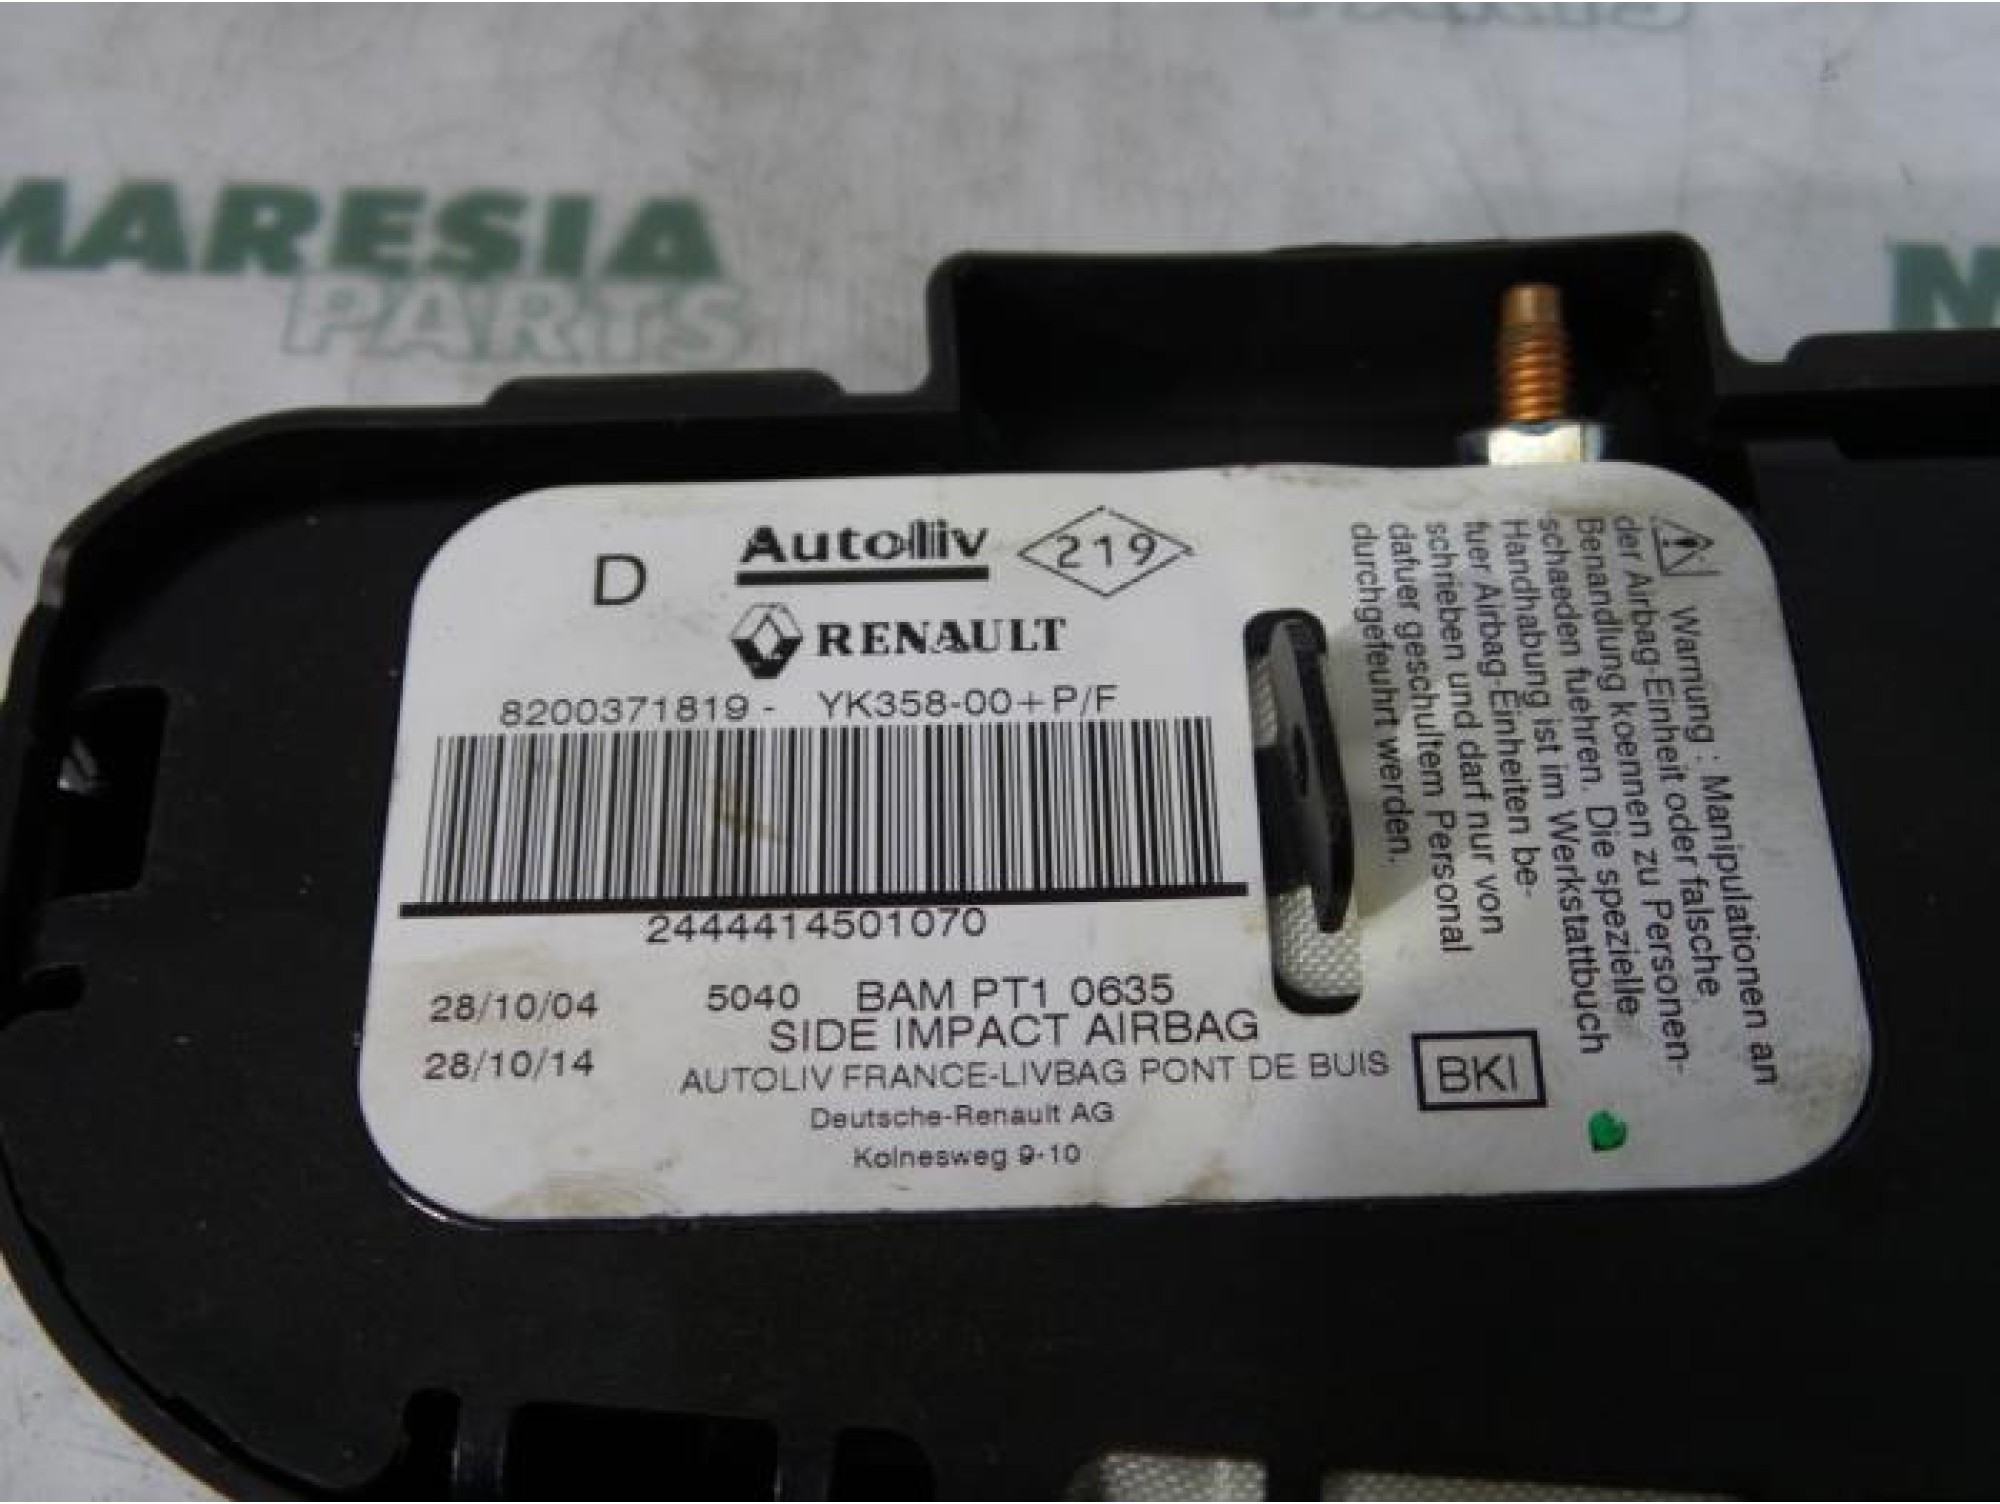 MARESIA
PARTS
D
Autoliv
219
RENAULT
8200371819- YK358-00+P/F
2444414501070
28/10/04
5040 BAM PT1 0635
SIDE IMPACT AIRBAG
28/10/14
AUTOLIV FRANCE-LIVBAG PONT DE BUIS
Deutsche-Renault AG
Kolnesweg 9-10
BKI
Warnung : Manipulationen an
der Airbag-Einheit oder falsche
Benandlung koennen zu Personen-
schaeden fuehren. Die spezielle
Handhabung ist im Werkstattbuch
fuer Airbag-Einheiten be-
schrieben und darf nur von
dafuer geschultem Personal
durchgefeuhrt werden.